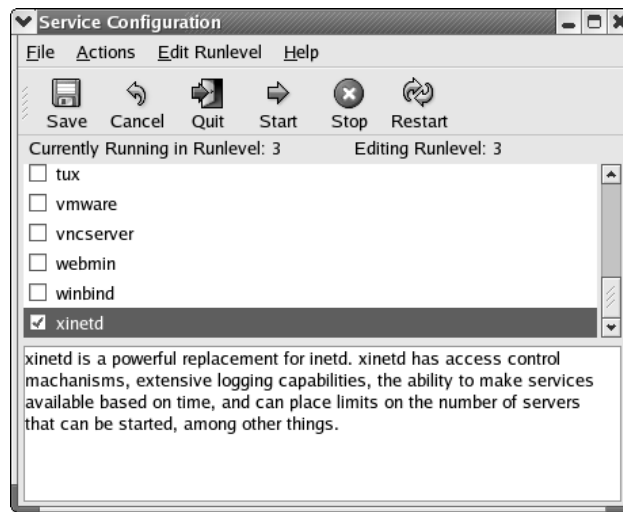 Service Configuration
File Actions Edit Runlevel Help
Save Cancel Quit Start Stop Restart
Currently Running in Runlevel: 3 Editing Runlevel: 3
tux
vmware
vncserver
webmin
winbind
xinetd
xinetd is a powerful replacement for inetd. xinetd has access control
machanisms, extensive logging capabilities, the ability to make services
available based on time, and can place limits on the number of servers
that can be started, among other things.